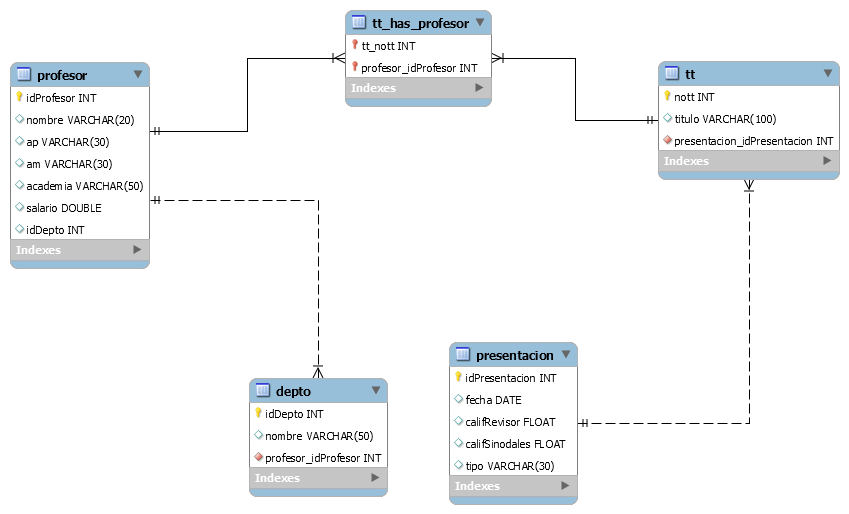 tt_has_profesor
tt_nott INT
profesor_idProfesor INT
Indexes
profesor
idProfesor INT
nombre VARCHAR(20)
ap VARCHAR(30)
am VARCHAR(30)
academia VARCHAR(50)
salario DOUBLE
idDepto INT
Indexes
tt
nott INT
titulo VARCHAR(100)
presentacion_idPresentacion INT
Indexes
depto
idDepto INT
nombre VARCHAR(50)
profesor_idProfesor INT
Indexes
presentacion
idPresentacion INT
fecha DATE
califRevisor FLOAT
califSinodales FLOAT
tipo VARCHAR(30)
Indexes